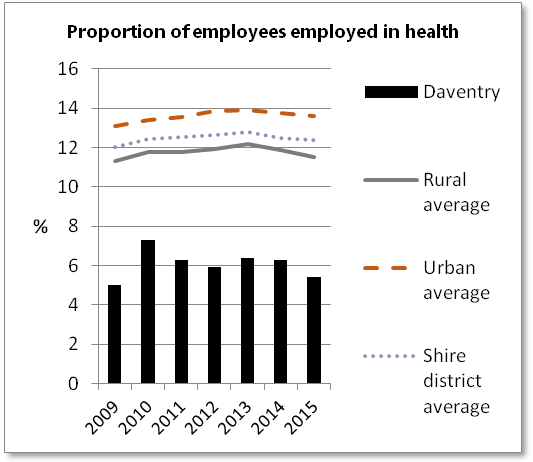 Proportion of employees employed in health
16
14
12
10
8
6
4
2
0
%
2009
2010
2011
2012
2013
2014
2015
Daventry
Rural
average
Urban
average
Shire
district
average